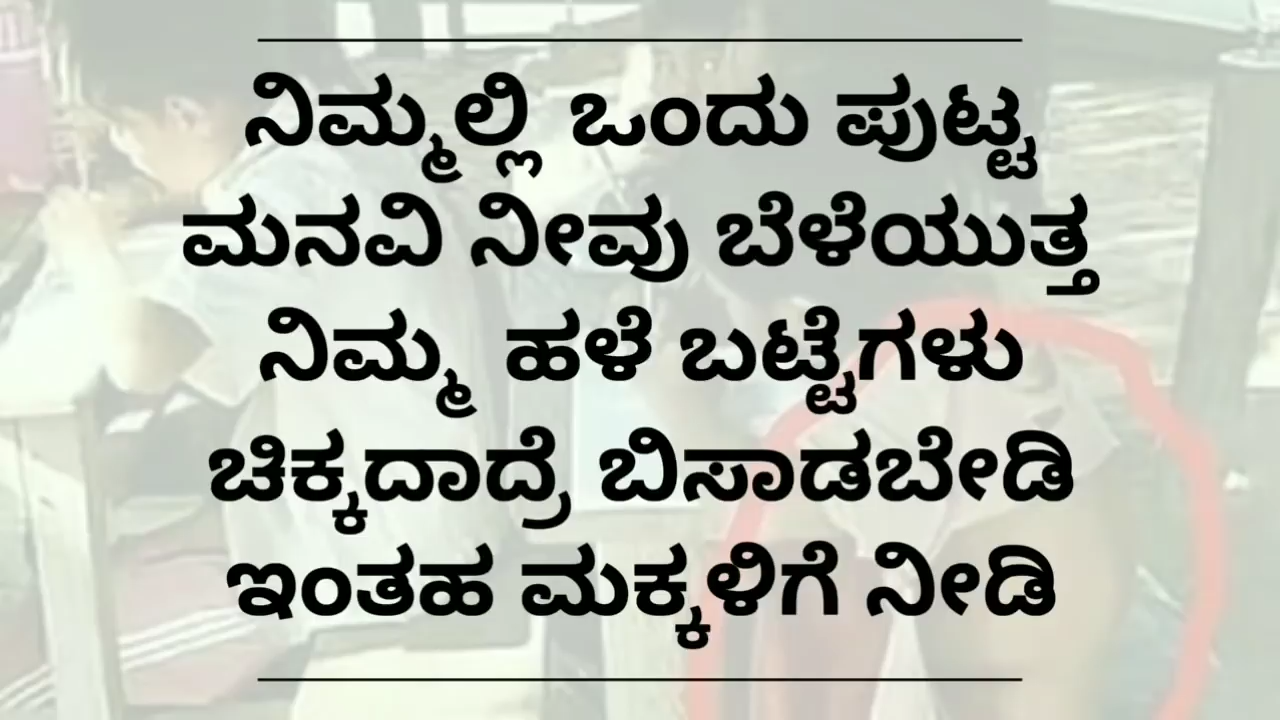 ನಿಮ್ಮಲ್ಲಿ ಒಂದು ಪುಟ್ಟ
ಮನವಿ ನೀವು ಬೆಳೆಯುತ್ತ
ನಿಮ್ಮ ಹಳೆ ಬಟ್ಟೆಗಳು
ಚಿಕ್ಕದಾದ್ರೆ ಬಿಸಾಡಬೇಡಿ
ಇಂತಹ ಮಕ್ಕಳಿಗೆ ನೀಡಿ